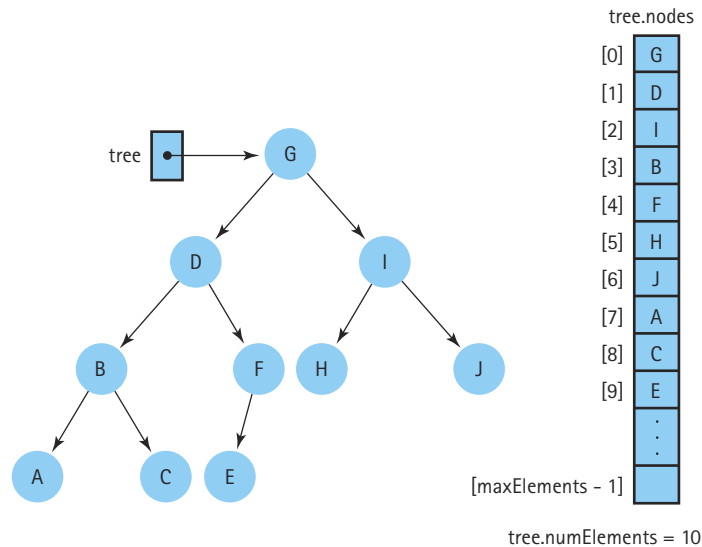 tree.nodes
[0] G
[1] D
[2] I
[3] B
[4] F
[5] H
[6] J
[7] A
[8] C
[9] E
[maxElements - 1]
tree.numElements = 10
tree
G
D I
B F H J
A C E